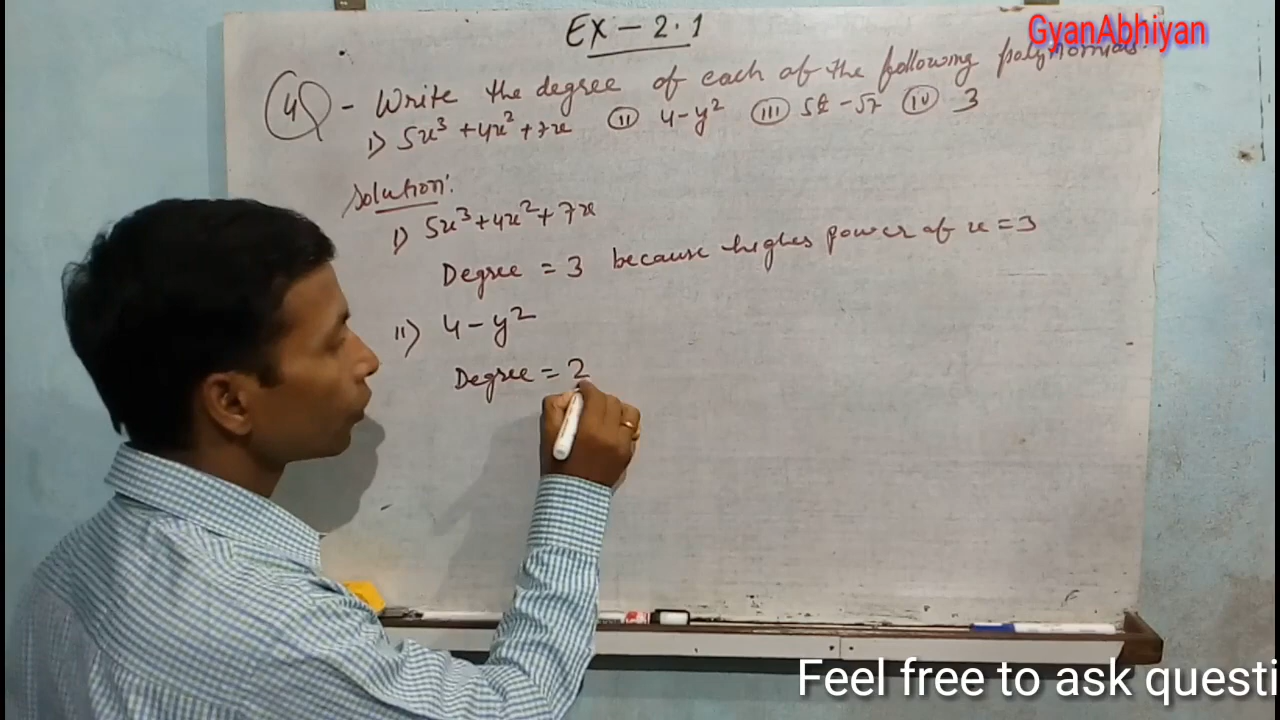 EX - 2.1
GyanAbhiyan
4Q - Write the degree of each of the following polynomials.
i) 5x³ + 4x² + 7x (ii) 4 - y² (iii) 5t - √7 (iv) 3
Solution:
i) 5x³ + 4x² + 7x
Degree = 3 because highes power of x = 3
ii) 4 - y²
Degree = 2
Feel free to ask questi